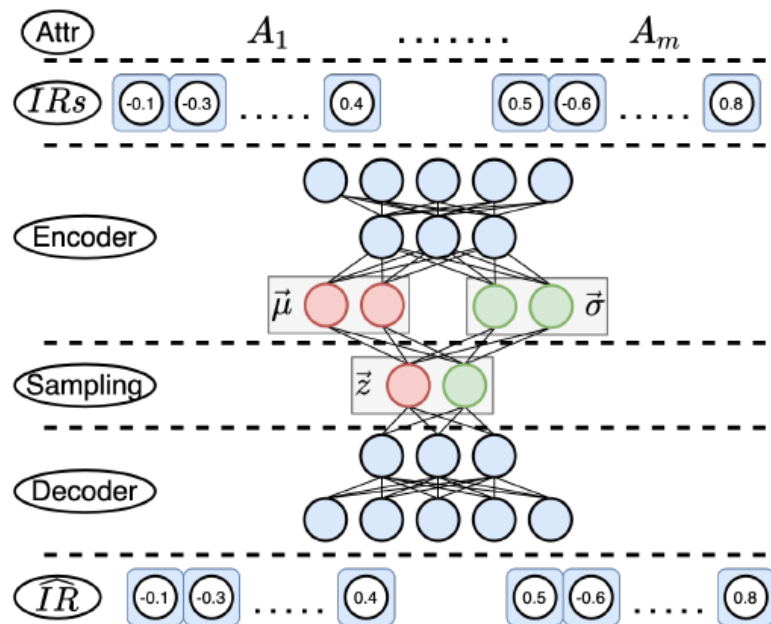 Attr A₁ ....... Aₘ
IRs -0.1 -0.3 ..... 0.4 0.5 -0.6 ..... 0.8
Encoder
μ⃗ σ⃗
Sampling z⃗
Decoder
\widehat{IR} -0.1 -0.3 ..... 0.4 0.5 -0.6 ..... 0.8